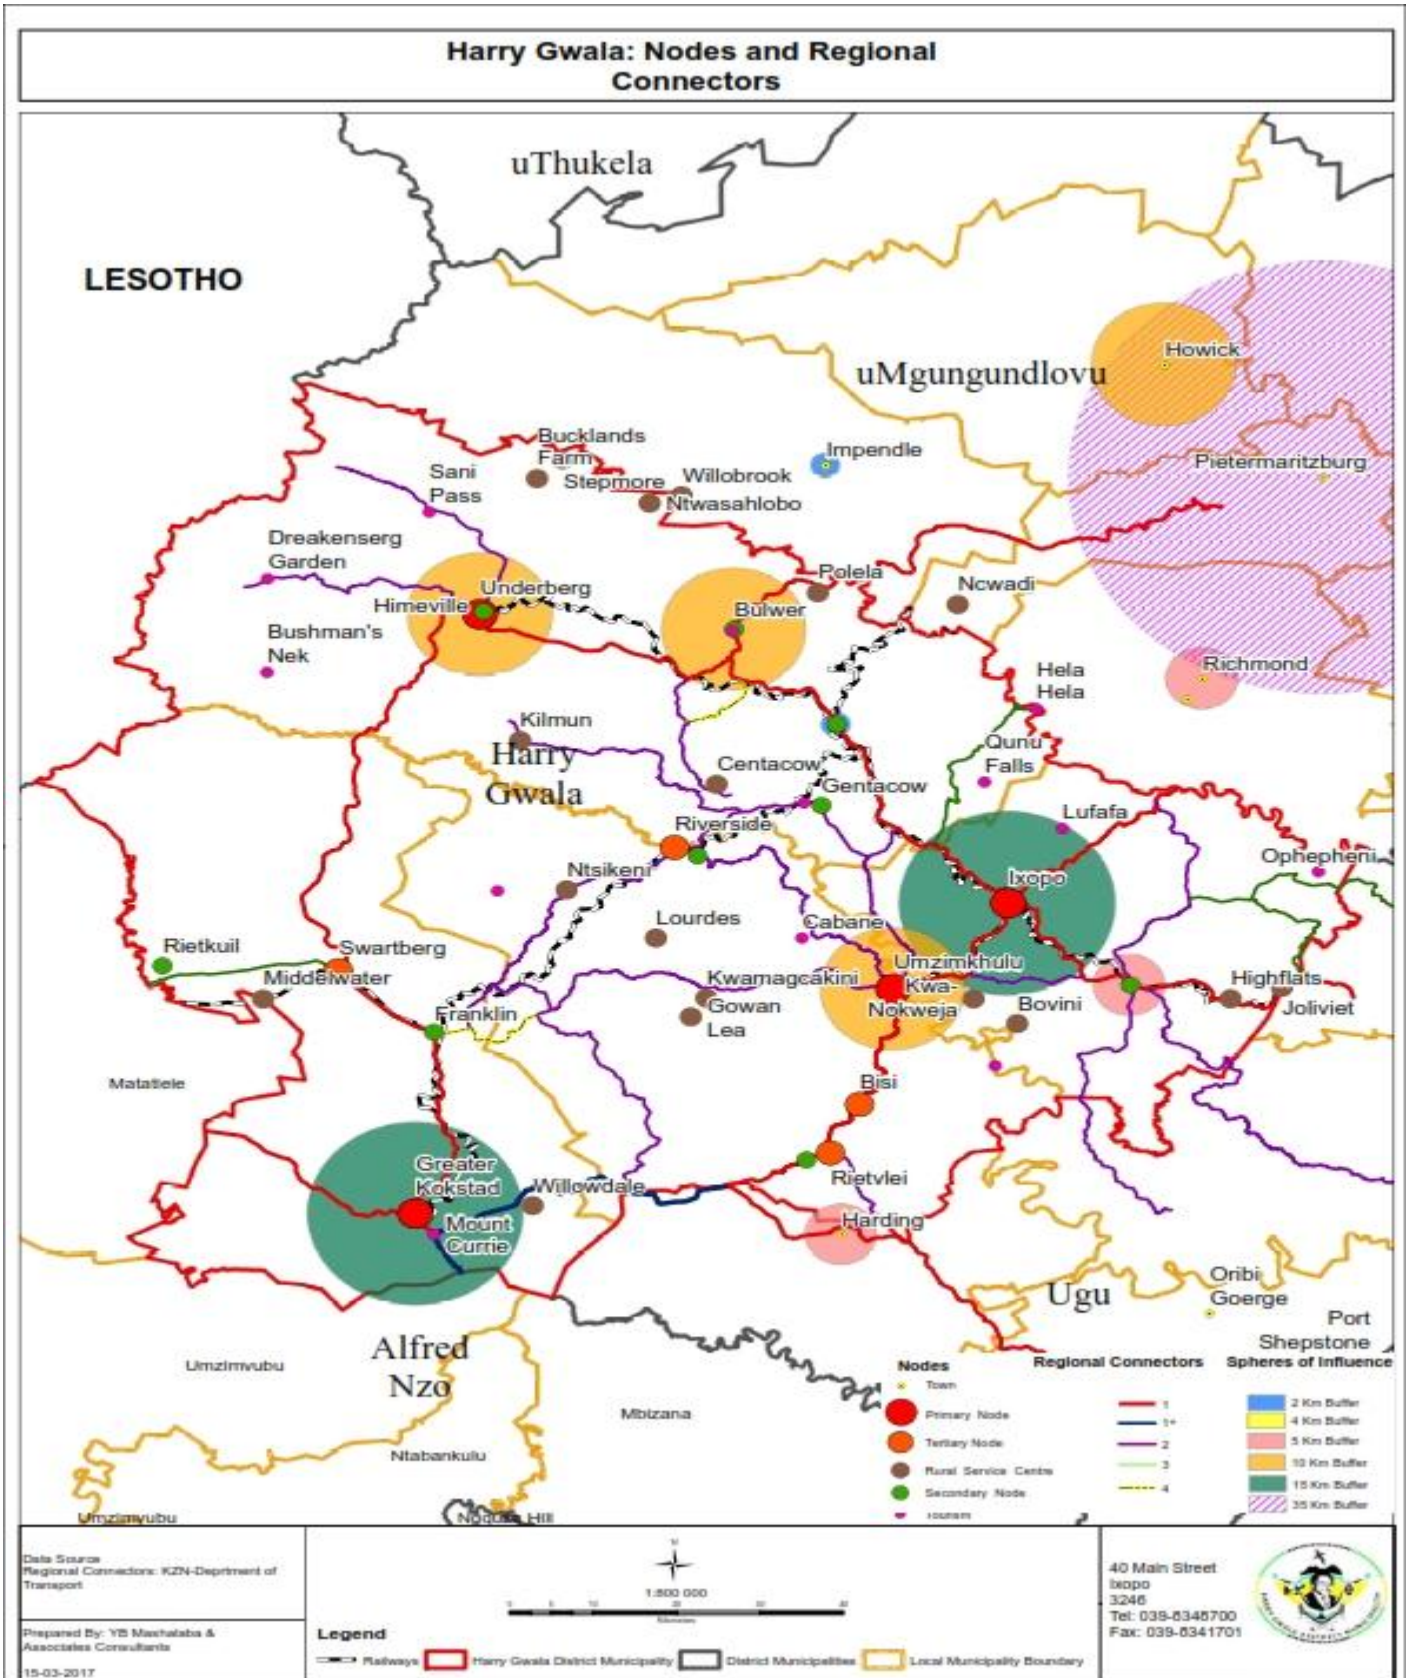 Harry Gwala: Nodes and Regional
Connectors
uThukela
LESOTHO
Howick
uMgungundlovu
Bucklands
Farm
Impendle
Sani
Pass
Stepmore
Willobrook
Pietermaritzburg
Ntwasahlobo
Dreakenserg
Garden
Polela
Ncwadi
Underberg
Himeville
Bulwer
Bushman's
Nek
Richmond
Hela
Hela
Kilmun
Harry
Gwala
Qunu
Falls
Centacow
Gentacow
Riverside
Lufafa
Ophepheni
Ntsikeni
Ixopo
Lourdes
Cabane
Rietkuil
Swartberg
Middelwater
Kwamagcakini
Umzimkhulu
Kwa-
Nokweja
Highflats
Gowan
Lea
Bovini
Joliviet
Franklin
Matatiele
Bisi
Greater
Kokstad
Willowdale
Rietvlei
Mount
Currie
Harding
Oribi
Goerge
Ugu
Port
Shepstone
Alfred
Nzo
Umzimvubu
Mbizana
Ntabankulu
Umzimvubu
Ngquza Hill
Nodes
Town
Primary Node
Tertiary Node
Rural Service Centre
Secondary Node
Tourism
Regional Connectors
1
1*
2
3
4
Spheres of Influence
2 Km Buffer
4 Km Buffer
5 Km Buffer
10 Km Buffer
15 Km Buffer
35 Km Buffer
Data Source
Regional Connectors: KZN-Deprtment of
Transport
Prepared By: YB Mashalaba &
Associates Consultants
15-03-2017
N
1:800 000
Kilometers
Legend
Railways
Harry Gwala District Municipality
District Municipalities
Local Municipality Boundary
40 Main Street
Ixopo
3246
Tel: 039-8348700
Fax: 039-8341701